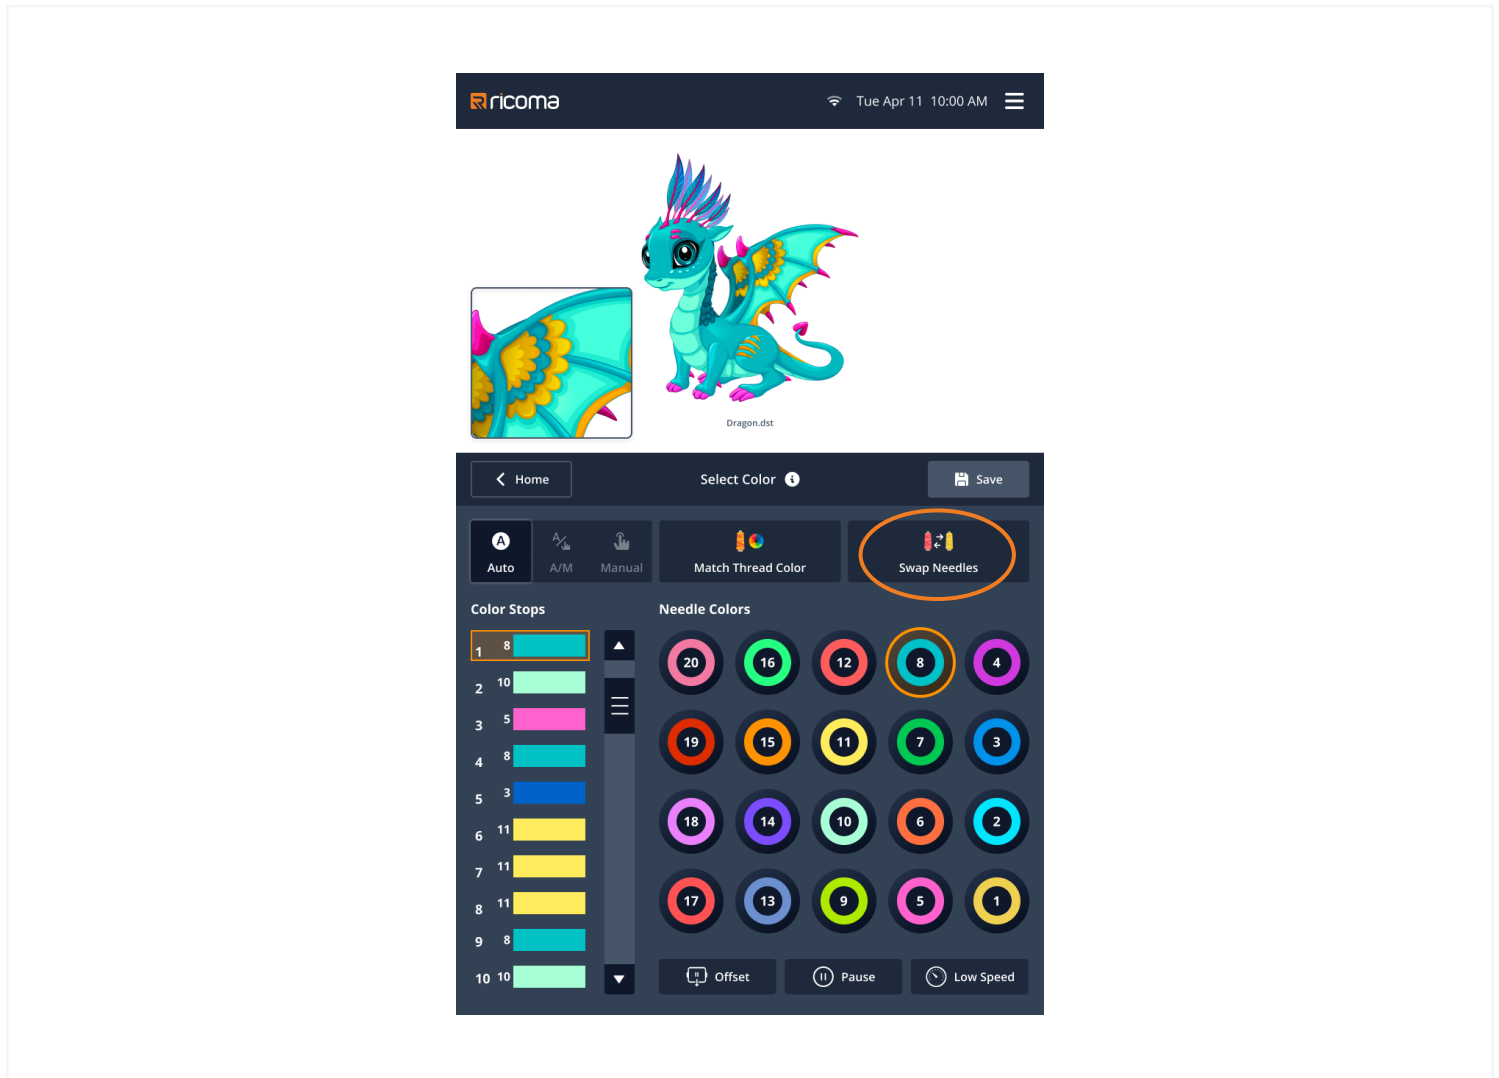 ricoma
Tue Apr 11 10:00 AM
Dragon.dst
Home
Select Color
Save
A
Auto
A/M
Manual
Match Thread Color
Swap Needles
Color Stops
Needle Colors
1 8
2 10
3 5
4 8
5 3
6 11
7 11
8 11
9 8
10 10
20 16 12 8 4
19 15 11 7 3
18 14 10 6 2
17 13 9 5 1
Offset
Pause
Low Speed